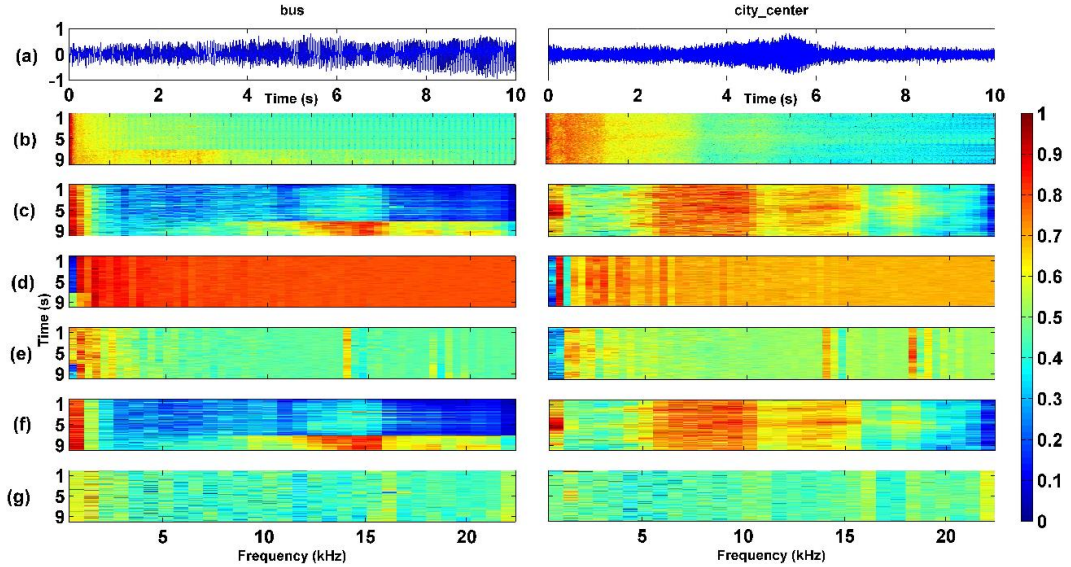 bus city_center
(a) 1 0 -1
0 2 4 6 8 10 0 2 4 6 8 10
Time (s) Time (s)
(b) 1 5 9
(c) 1 5 9
(d) 1 5 9
Time (s)
(e) 1 5 9
(f) 1 5 9
(g) 1 5 9
5 10 15 20 5 10 15 20
Frequency (kHz) Frequency (kHz)
1
0.9
0.8
0.7
0.6
0.5
0.4
0.3
0.2
0.1
0